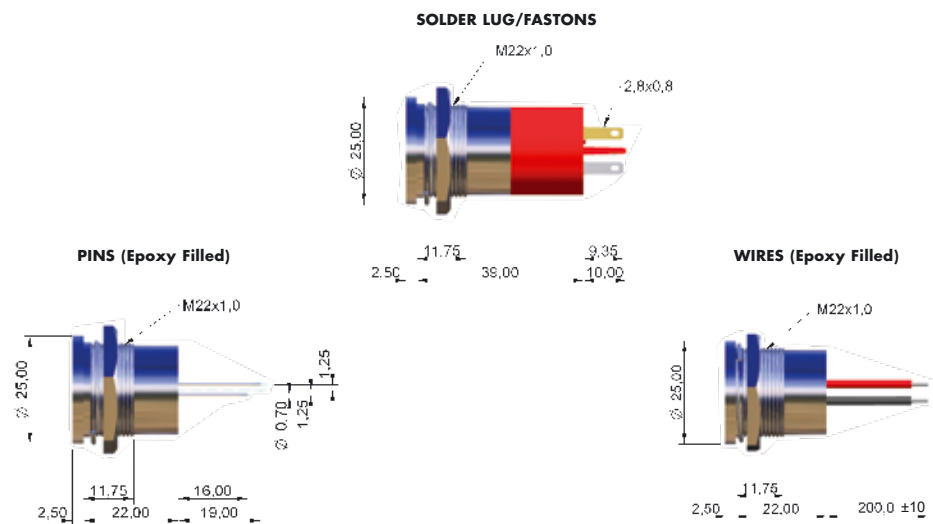 SOLDER LUG/FASTONS
M22x1,0
2,8x0,8
Ø 25,00
11.75 9.35
2.50 39,00 10,00
PINS (Epoxy Filled)
M22x1,0
Ø 25,00
1,25
Ø 0,70
1,25
11.75 16,00
2,50 22,00 19,00
WIRES (Epoxy Filled)
M22x1,0
Ø 25,00
11.75
2,50 22,00 200,0 ±10